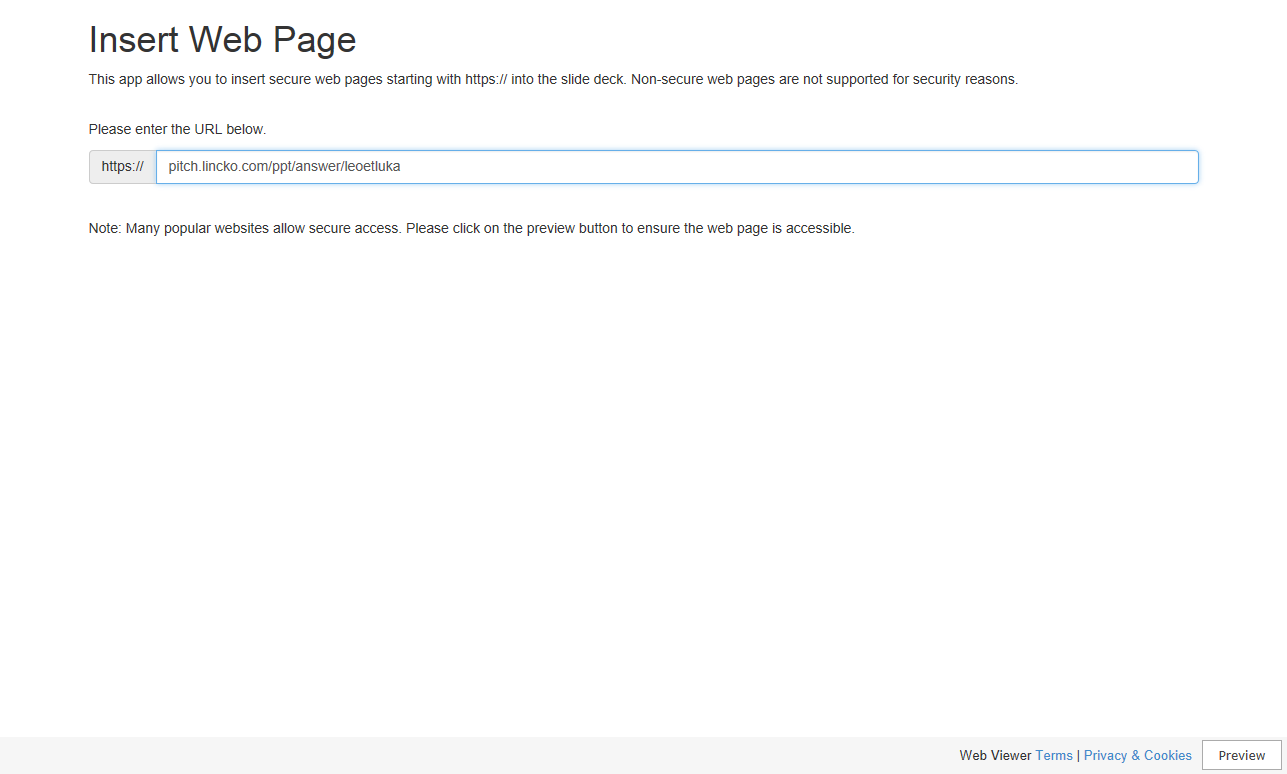 Insert Web Page
This app allows you to insert secure web pages starting with https:// into the slide deck. Non-secure web pages are not supported for security reasons.
Please enter the URL below.
https:// pitch.lincko.com/ppt/answer/leoetluka
Note: Many popular websites allow secure access. Please click on the preview button to ensure the web page is accessible.
Web Viewer Terms | Privacy & Cookies Preview